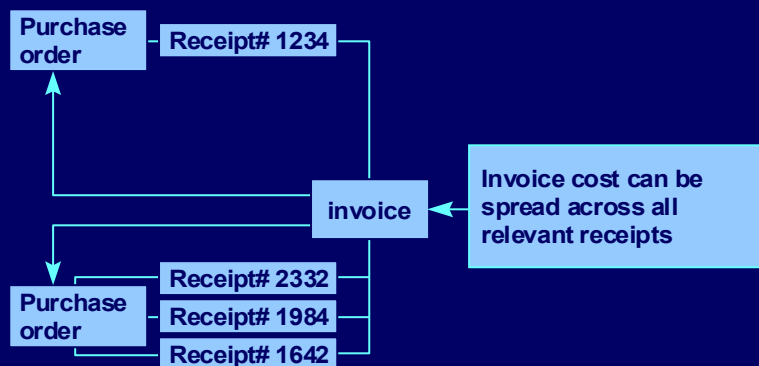 Purchase
order
Receipt# 1234
Invoice cost can be
spread across all
relevant receipts
invoice
Receipt# 2332
Purchase
order
Receipt# 1984
Receipt# 1642